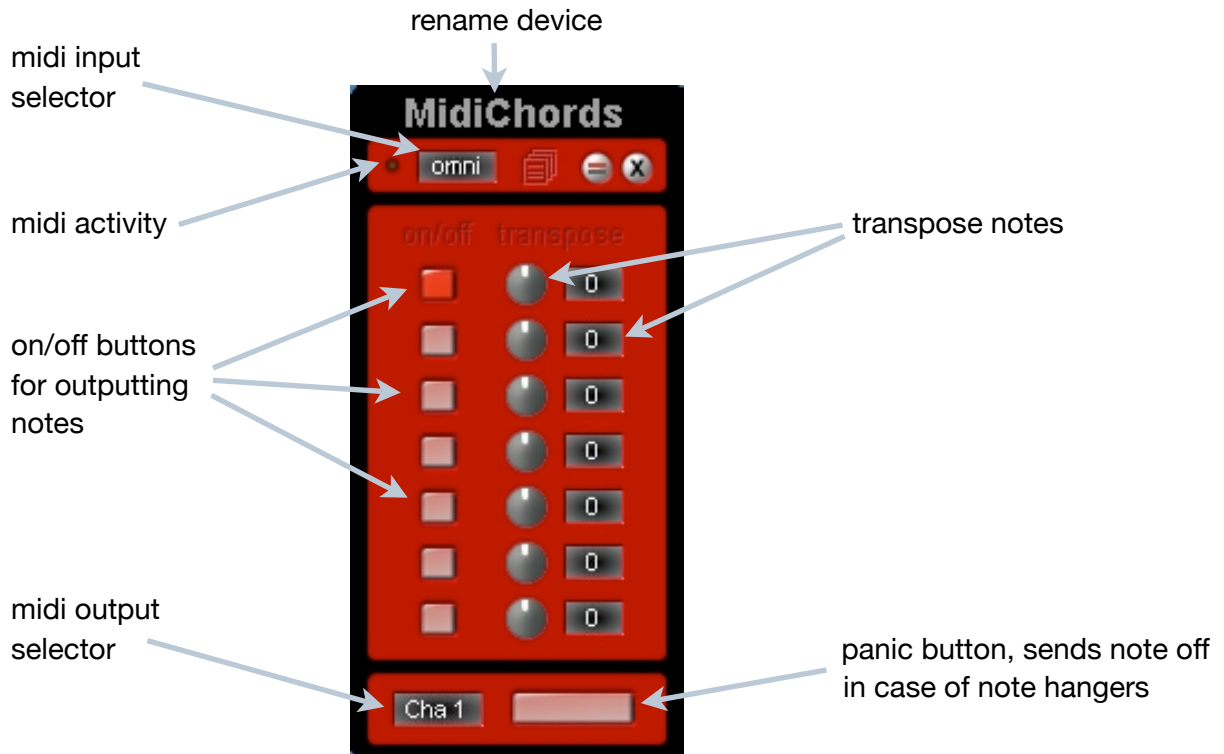 rename device
midi input
selector
MidiChords
omni
X
midi activity
on/off transpose
transpose notes
0
0
on/off buttons
for outputting
notes
0
0
0
0
midi output
selector
0
panic button, sends note off
in case of note hangers
Cha 1